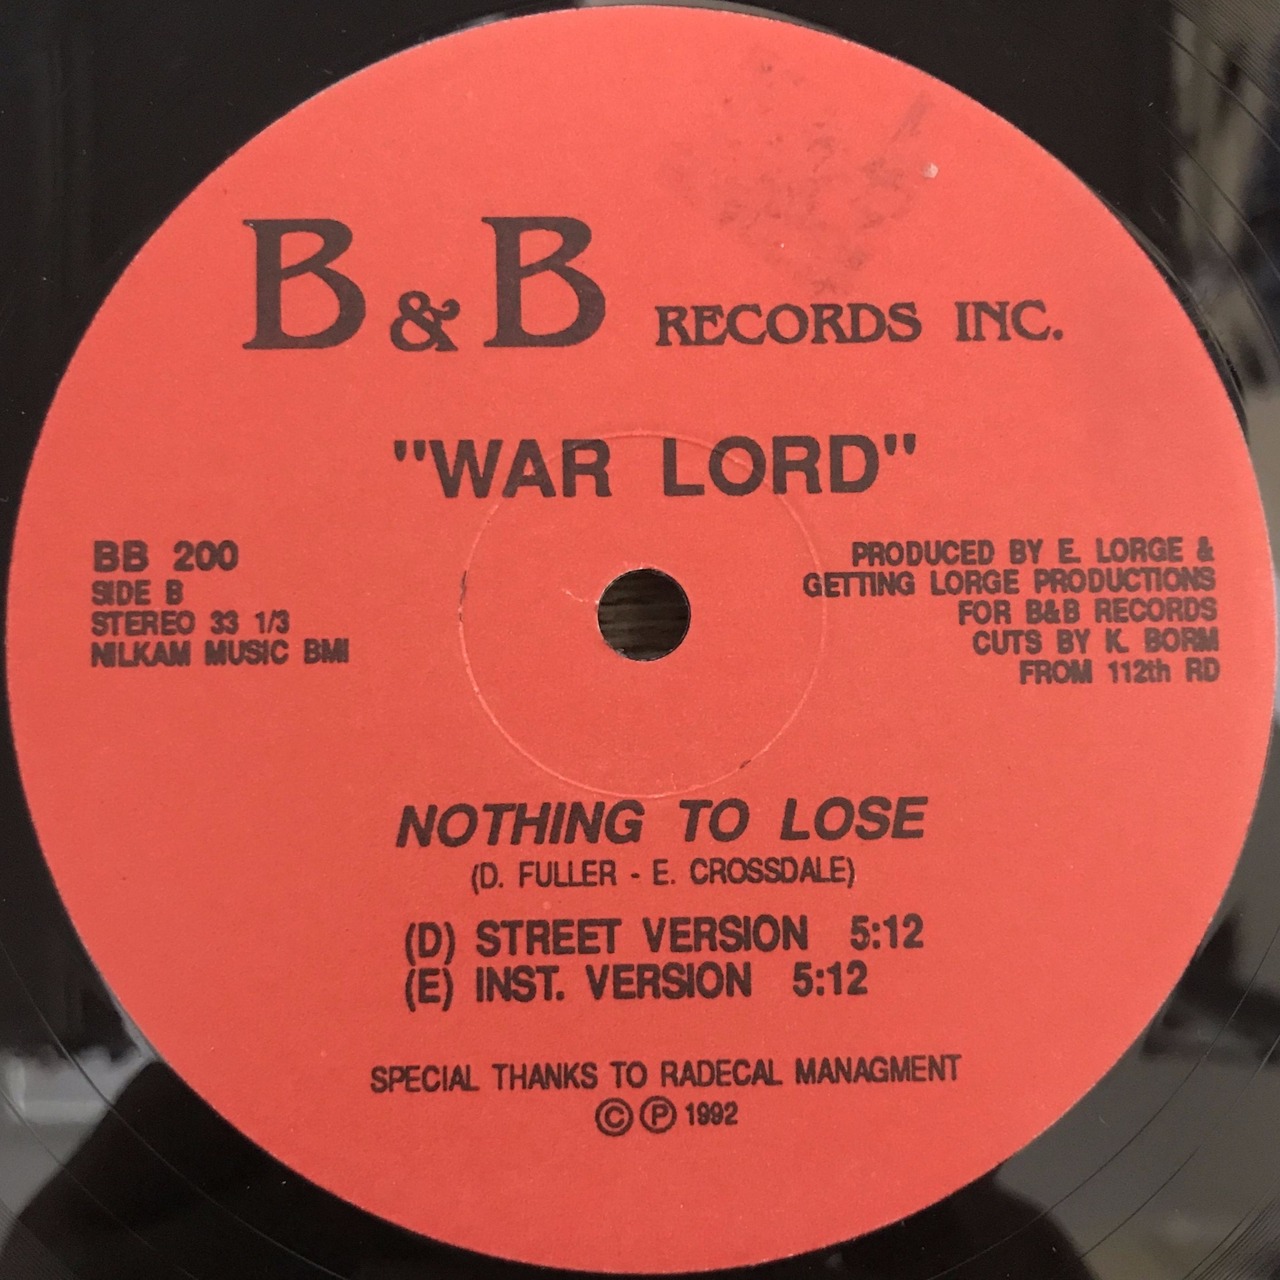 B & B RECORDS INC.
"WAR LORD"
BB 200
SIDE B
STEREO 33 1/3
NILKAM MUSIC BMI
PRODUCED BY E. LORGE &
GETTING LORGE PRODUCTIONS
FOR B&B RECORDS
CUTS BY K. BORM
FROM 112th RD
NOTHING TO LOSE
(D. FULLER - E. CROSSDALE)
(D) STREET VERSION 5:12
(E) INST. VERSION 5:12
SPECIAL THANKS TO RADECAL MANAGMENT
©℗ 1992